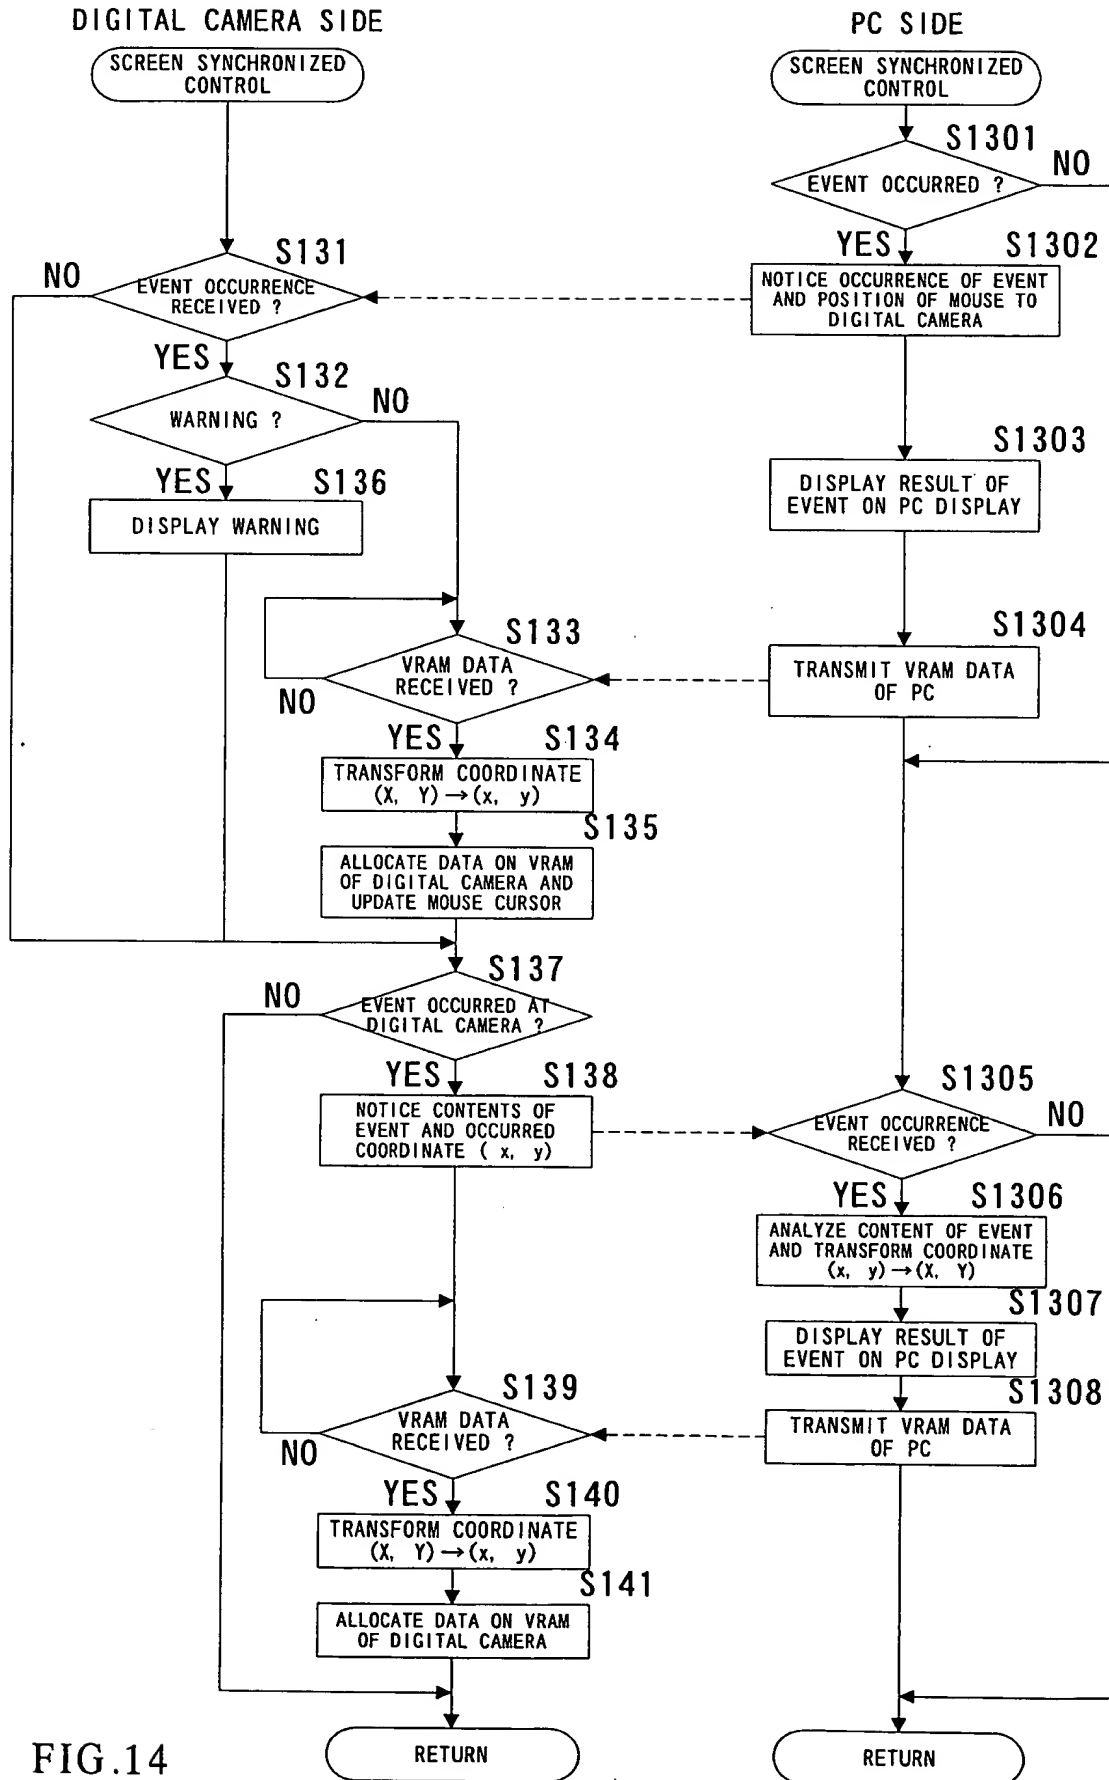 DIGITAL CAMERA SIDE
SCREEN SYNCHRONIZED
CONTROL
S131
NO
EVENT OCCURRENCE
RECEIVED ?
YES
S132
NO
WARNING ?
YES
S136
DISPLAY WARNING
S133
VRAM DATA
RECEIVED ?
NO
YES
S134
TRANSFORM COORDINATE
(X, Y)→(x, y)
S135
ALLOCATE DATA ON VRAM
OF DIGITAL CAMERA AND
UPDATE MOUSE CURSOR
S137
NO
EVENT OCCURRED AT
DIGITAL CAMERA ?
YES
S138
NOTICE CONTENTS OF
EVENT AND OCCURRED
COORDINATE ( x, y)
S139
VRAM DATA
RECEIVED ?
NO
YES
S140
TRANSFORM COORDINATE
(X, Y)→(x, y)
S141
ALLOCATE DATA ON VRAM
OF DIGITAL CAMERA
RETURN
PC SIDE
SCREEN SYNCHRONIZED
CONTROL
S1301
NO
EVENT OCCURRED ?
YES
S1302
NOTICE OCCURRENCE OF EVENT
AND POSITION OF MOUSE TO
DIGITAL CAMERA
S1303
DISPLAY RESULT OF
EVENT ON PC DISPLAY
S1304
TRANSMIT VRAM DATA
OF PC
S1305
NO
EVENT OCCURRENCE
RECEIVED ?
YES
S1306
ANALYZE CONTENT OF EVENT
AND TRANSFORM COORDINATE
(x, y)→(X, Y)
S1307
DISPLAY RESULT OF
EVENT ON PC DISPLAY
S1308
TRANSMIT VRAM DATA
OF PC
RETURN
FIG.14